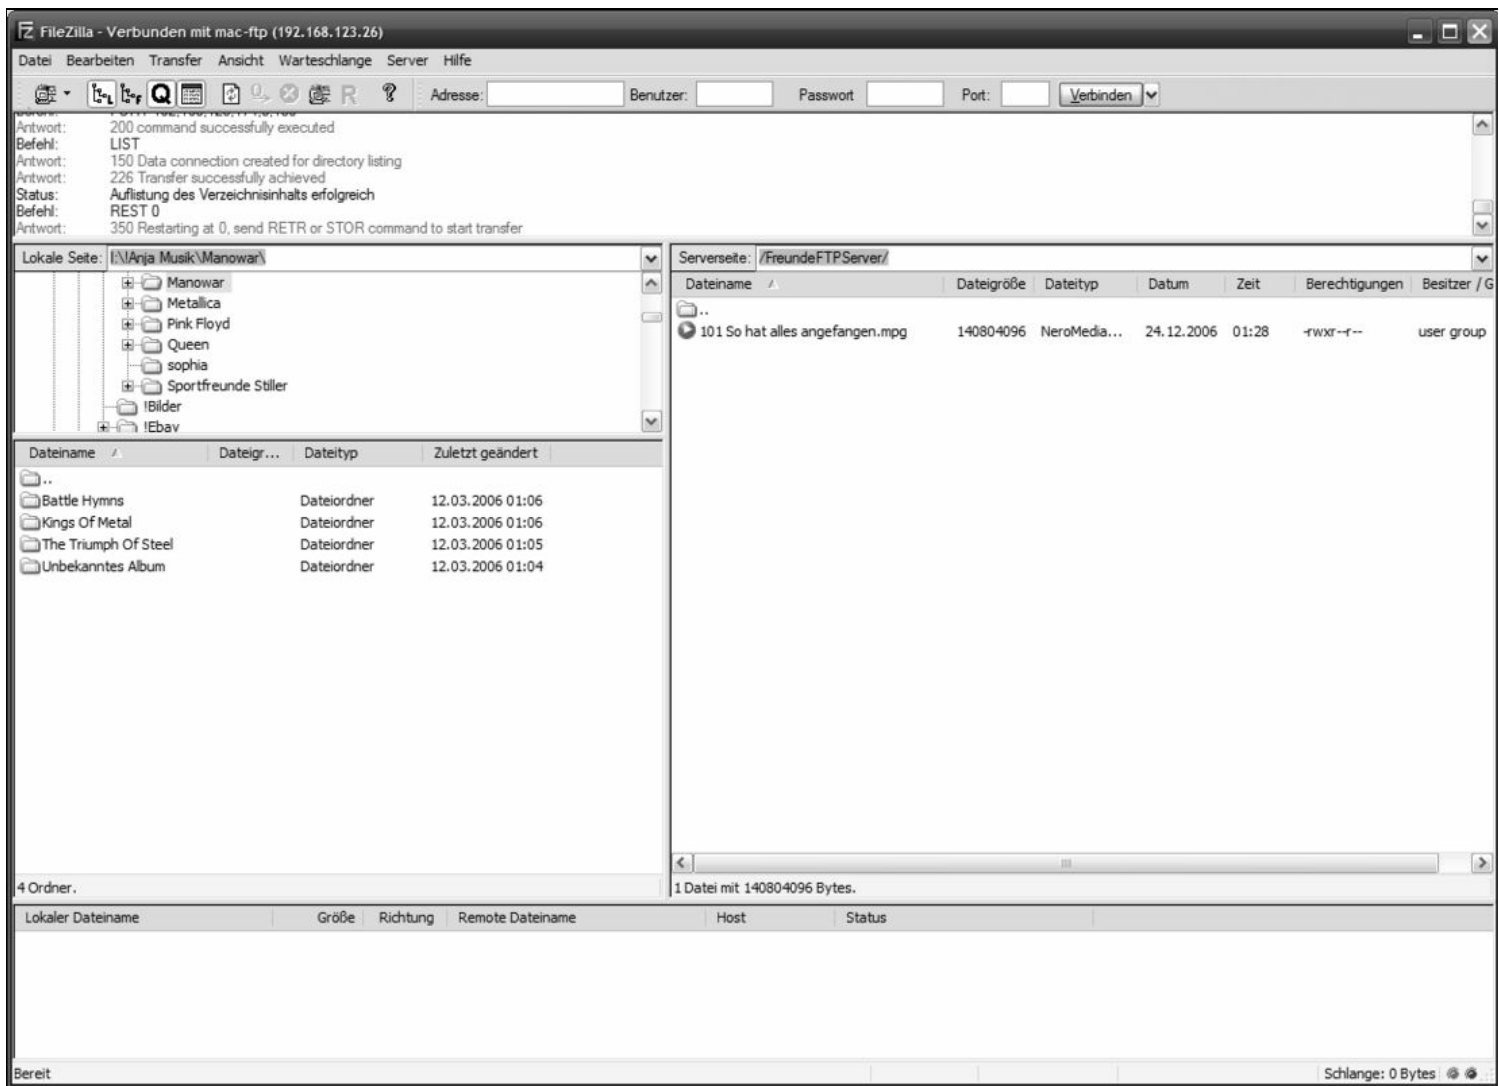 FileZilla - Verbunden mit mac-ftp (192.168.123.26)
Datei Bearbeiten Transfer Ansicht Warteschlange Server Hilfe
Adresse: Benutzer: Passwort Port: Verbinden
Antwort: 200 command successfully executed
Befehl: LIST
Antwort: 150 Data connection created for directory listing
Antwort: 226 Transfer successfully achieved
Status: Auflistung des Verzeichnisinhalts erfolgreich
Befehl: REST 0
Antwort: 350 Restarting at 0, send RETR or STOR command to start transfer
Lokale Seite: I:\!Anja Musik\Manowar\
Manowar
Metallica
Pink Floyd
Queen
sophia
Sportfreunde Stiller
!Bilder
!Ebay
Dateiname Dateigr... Dateityp Zuletzt geändert
..
Battle Hymns Dateiordner 12.03.2006 01:06
Kings Of Metal Dateiordner 12.03.2006 01:06
The Triumph Of Steel Dateiordner 12.03.2006 01:05
Unbekanntes Album Dateiordner 12.03.2006 01:04
4 Ordner.
Serverseite: /FreundeFTPServer/
Dateiname Dateigröße Dateityp Datum Zeit Berechtigungen Besitzer / G
..
101 So hat alles angefangen.mpg 140804096 NeroMedia... 24.12.2006 01:28 -rwxr--r-- user group
1 Datei mit 140804096 Bytes.
Lokaler Dateiname Größe Richtung Remote Dateiname Host Status
Bereit
Schlange: 0 Bytes